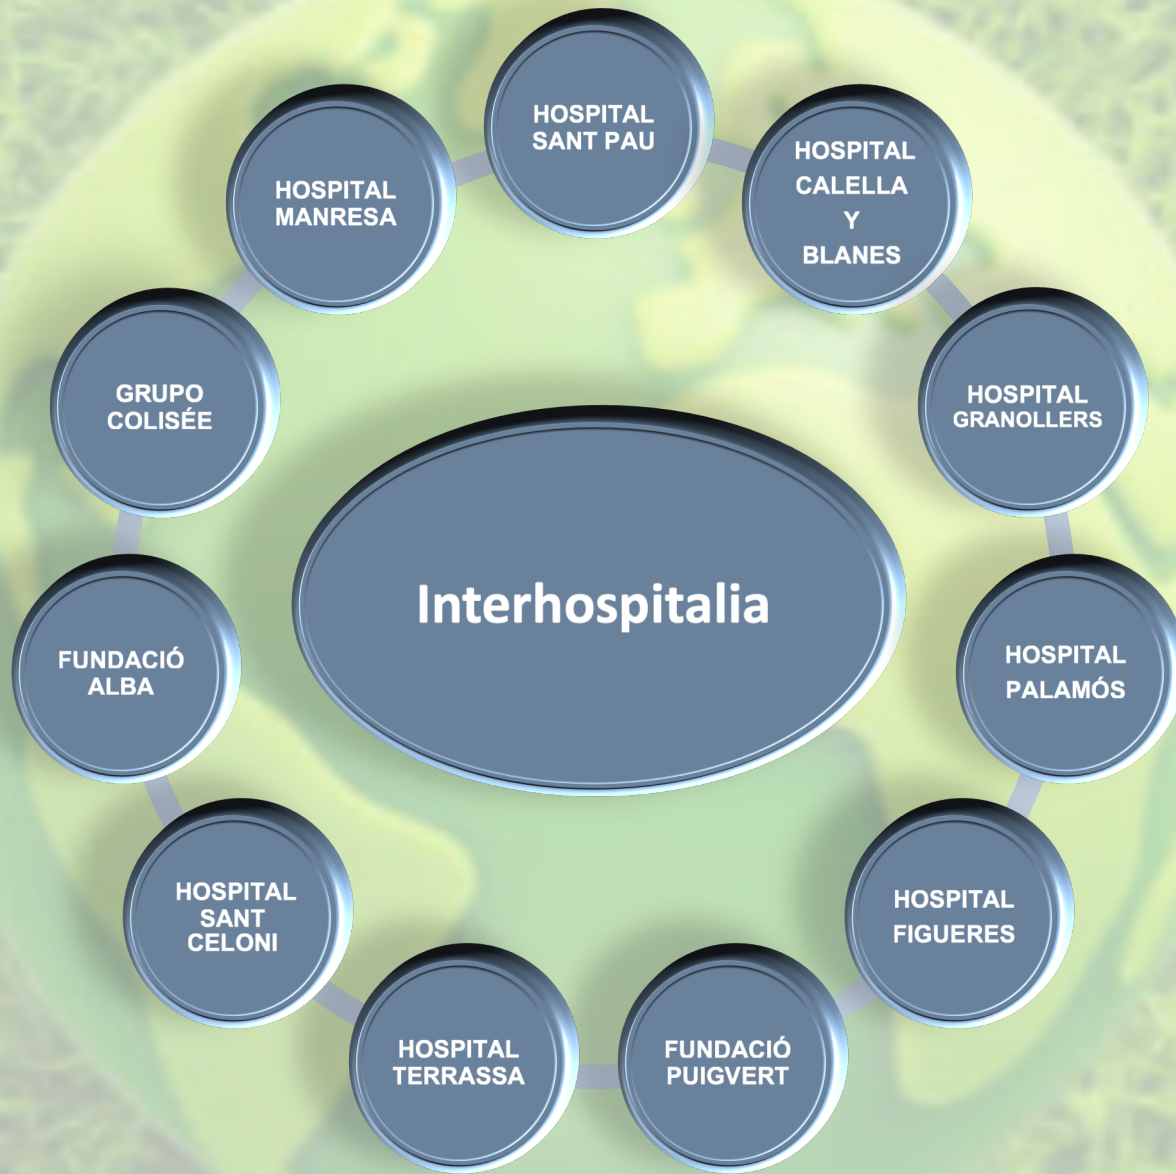 HOSPITAL
SANT PAU
HOSPITAL
CALELLA
Y
BLANES
HOSPITAL
GRANOLLERS
HOSPITAL
PALAMÓS
HOSPITAL
FIGUERES
FUNDACIÓ
PUIGVERT
HOSPITAL
TERRASSA
HOSPITAL
SANT
CELONI
FUNDACIÓ
ALBA
GRUPO
COLISÉE
HOSPITAL
MANRESA
Interhospitalia